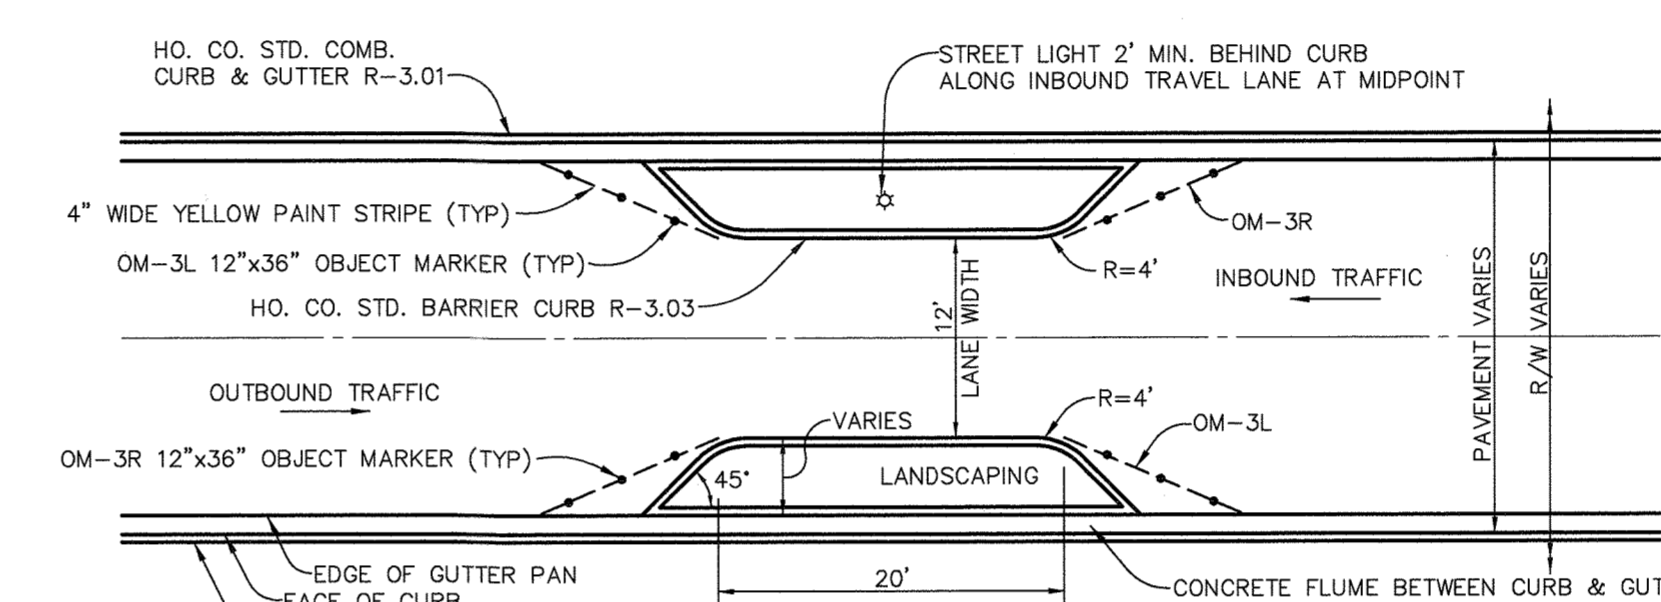 HO. CO. STD. COMB.
CURB & GUTTER R-3.01
STREET LIGHT 2' MIN. BEHIND CURB
ALONG INBOUND TRAVEL LANE AT MIDPOINT
4" WIDE YELLOW PAINT STRIPE (TYP)
OM-3R
OM-3L 12"x36" OBJECT MARKER (TYP)
R=4'
INBOUND TRAFFIC
HO. CO. STD. BARRIER CURB R-3.03
12'
LANE WIDTH
PAVEMENT VARIES
R/W VARIES
OUTBOUND TRAFFIC
R=4'
VARIES
OM-3L
OM-3R 12"x36" OBJECT MARKER (TYP)
45°
LANDSCAPING
EDGE OF GUTTER PAN
20'
CONCRETE FLUME BETWEEN CURB & GUT
FACE OF CURB